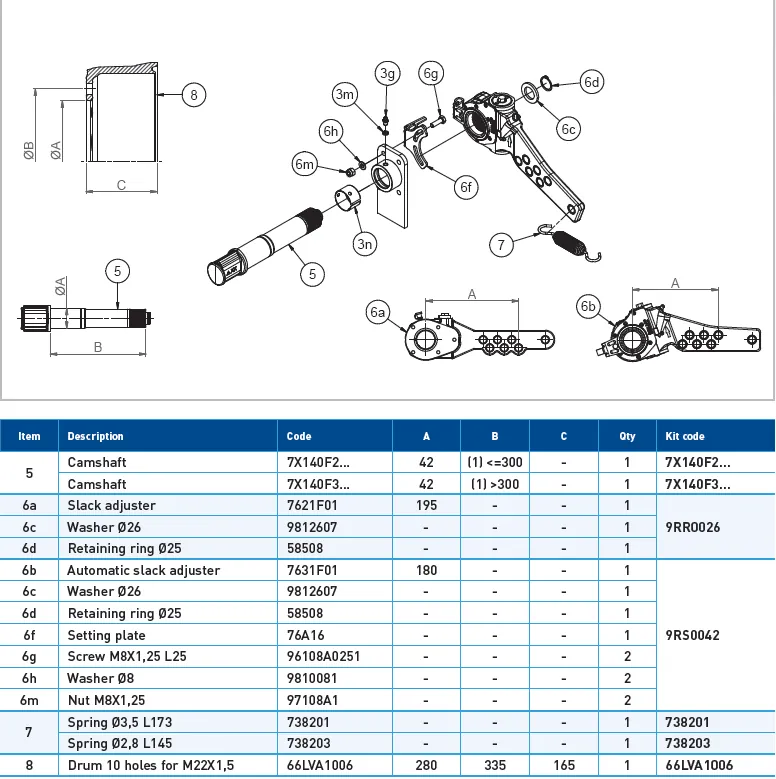 3g
6g
6d
8
3m
6c
6h
6m
6f
ØB
ØA
C
3n
7
5
5
ØA
B
6a
A
6b
A
Item Description Code A B C Qty Kit code
5 Camshaft 7X140F2... 42 (1) <=300 - 1 7X140F2...
Camshaft 7X140F3... 42 (1) >300 - 1 7X140F3...
6a Slack adjuster 7621F01 195 - - 1
6c Washer Ø26 9812607 - - - 1 9RR0026
6d Retaining ring Ø25 58508 - - - 1
6b Automatic slack adjuster 7631F01 180 - - 1
6c Washer Ø26 9812607 - - - 1
6d Retaining ring Ø25 58508 - - - 1
6f Setting plate 76A16 - - - 1 9RS0042
6g Screw M8X1,25 L25 96108A0251 - - - 2
6h Washer Ø8 9810081 - - - 2
6m Nut M8X1,25 97108A1 - - - 2
7 Spring Ø3,5 L173 738201 - - - 1 738201
Spring Ø2,8 L145 738203 - - - 1 738203
8 Drum 10 holes for M22X1,5 66LVA1006 280 335 165 1 66LVA1006